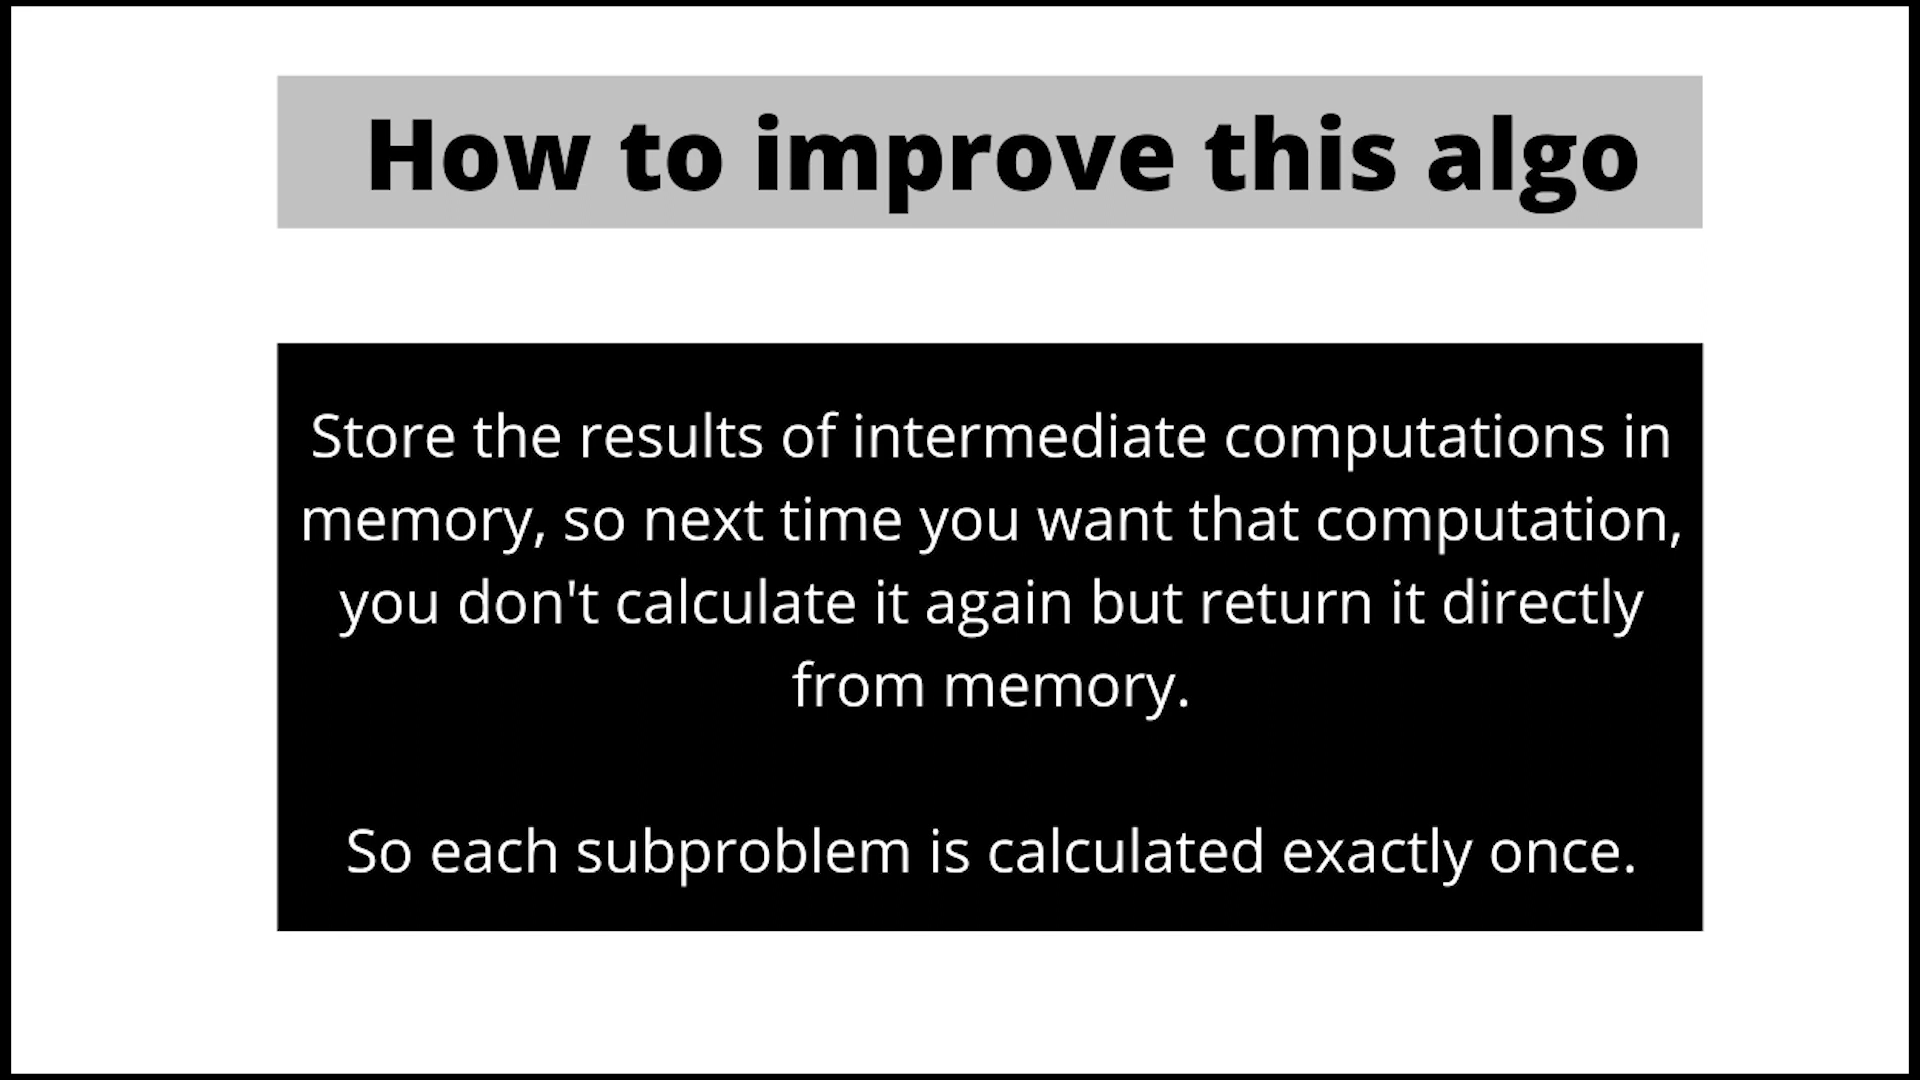 How to improve this algo
Store the results of intermediate computations in
memory, so next time you want that computation,
you don't calculate it again but return it directly
from memory.
So each subproblem is calculated exactly once.